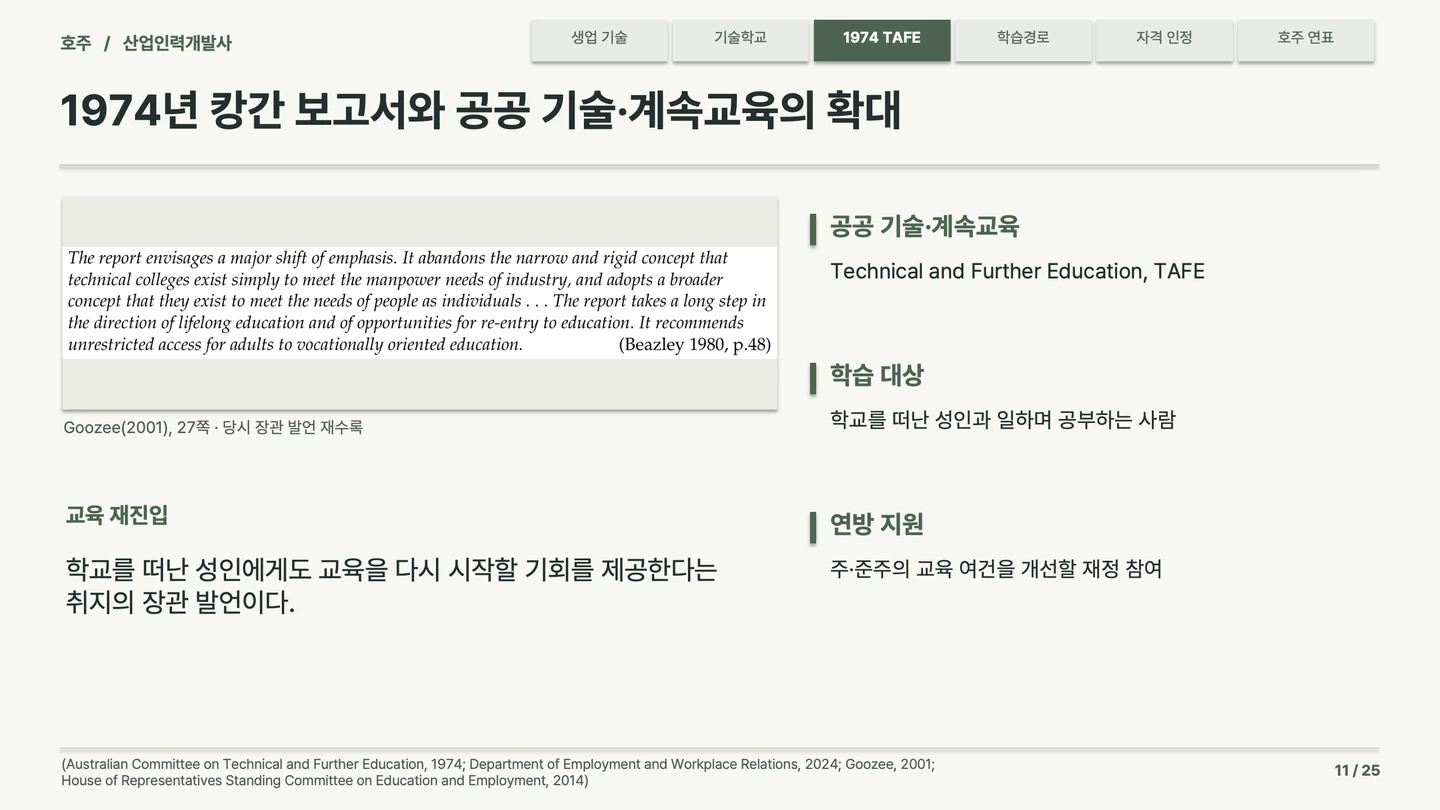 호주 / 산업인력개발사
생업 기술
기술학교
1974 TAFE
학습경로
자격 인정
호주 연표
1974년 캉간 보고서와 공공 기술·계속교육의 확대
The report envisages a major shift of emphasis. It abandons the narrow and rigid concept that
technical colleges exist simply to meet the manpower needs of industry, and adopts a broader
concept that they exist to meet the needs of people as individuals . . . The report takes a long step in
the direction of lifelong education and of opportunities for re-entry to education. It recommends
unrestricted access for adults to vocationally oriented education. (Beazley 1980, p.48)
Goozee(2001), 27쪽 · 당시 장관 발언 재수록
교육 재진입
학교를 떠난 성인에게도 교육을 다시 시작할 기회를 제공한다는
취지의 장관 발언이다.
공공 기술·계속교육
Technical and Further Education, TAFE
학습 대상
학교를 떠난 성인과 일하며 공부하는 사람
연방 지원
주·준주의 교육 여건을 개선할 재정 참여
(Australian Committee on Technical and Further Education, 1974; Department of Employment and Workplace Relations, 2024; Goozee, 2001;
House of Representatives Standing Committee on Education and Employment, 2014)
11 / 25